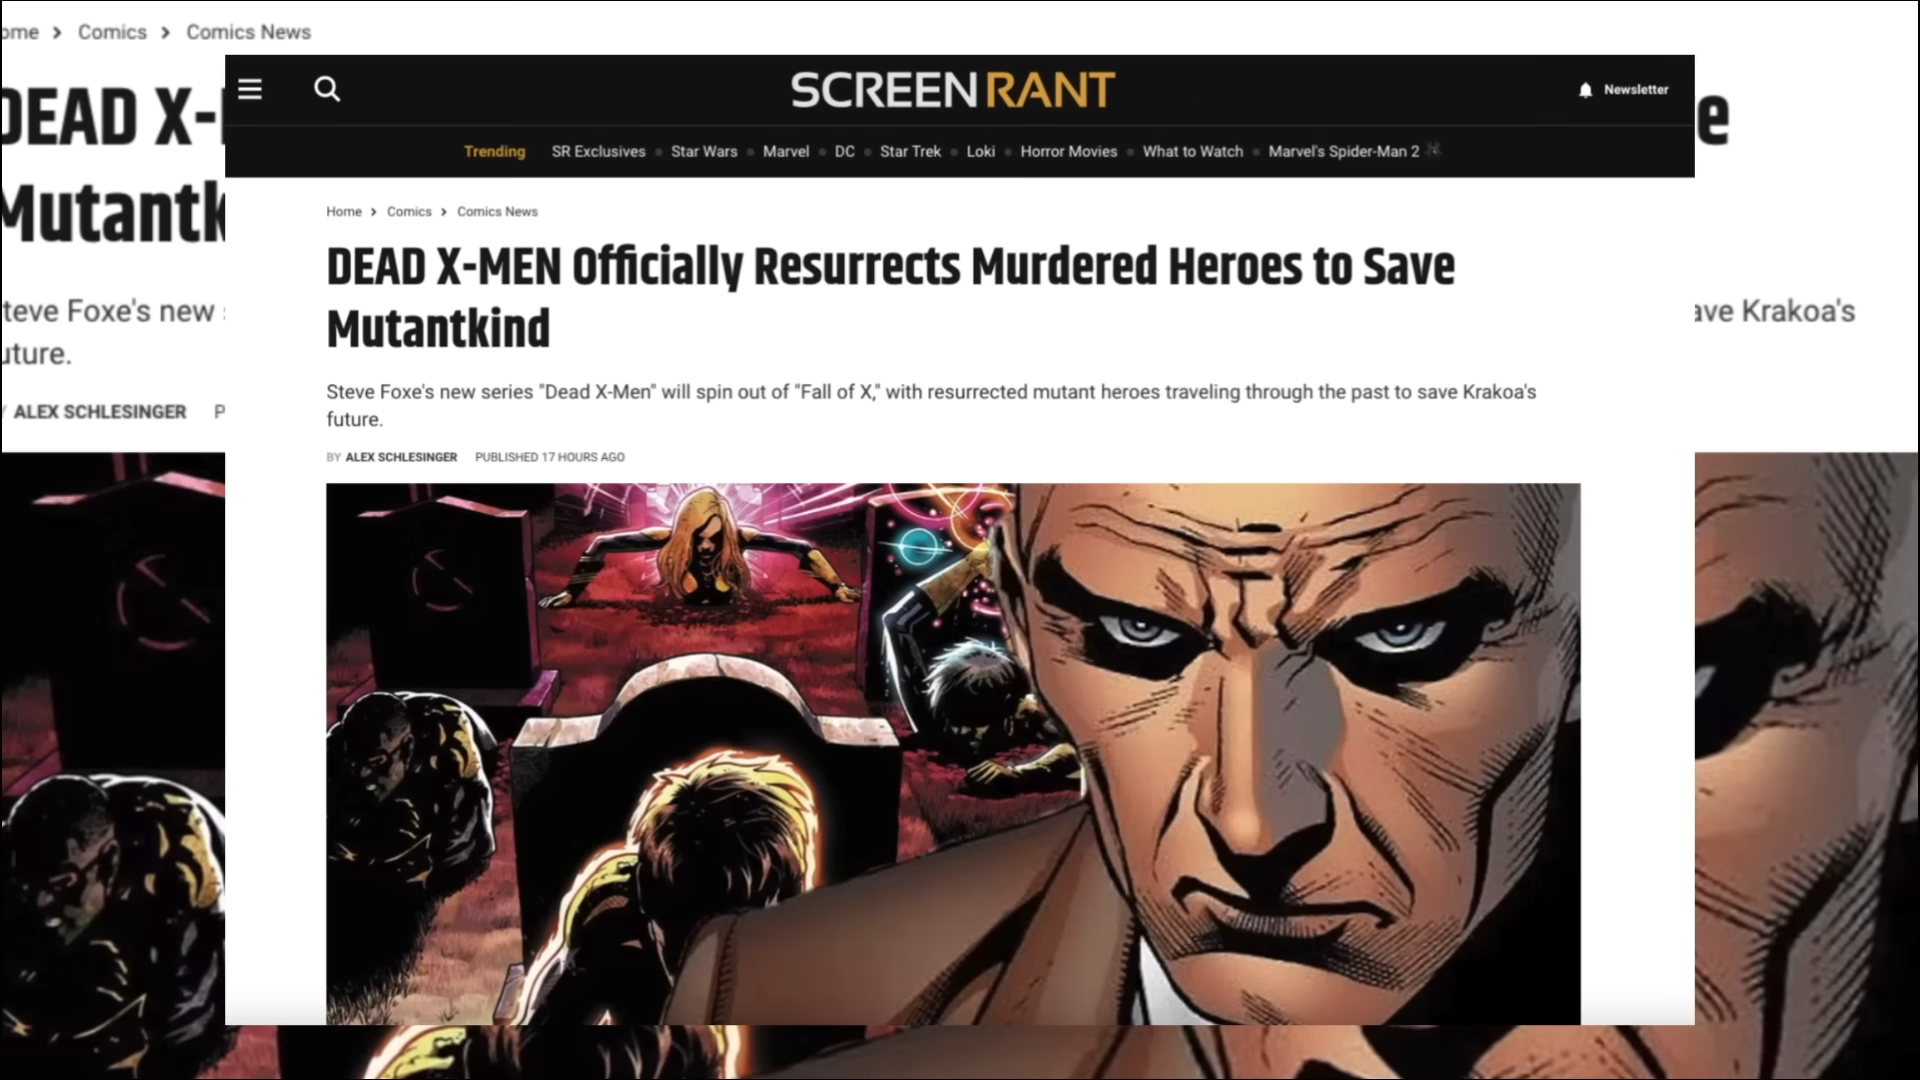 ome > Comics > Comics News
DEAD X-
e
Mutantk
teve Foxe's new
ave Krakoa's
uture.
ALEX SCHLESINGER P
SCREENRANT
Newsletter
Trending SR Exclusives Star Wars Marvel DC Star Trek Loki Horror Movies What to Watch Marvel's Spider-Man 2
Home > Comics > Comics News
DEAD X-MEN Officially Resurrects Murdered Heroes to Save
Mutantkind
Steve Foxe's new series "Dead X-Men" will spin out of "Fall of X," with resurrected mutant heroes traveling through the past to save Krakoa's
future.
BY ALEX SCHLESINGER PUBLISHED 17 HOURS AGO